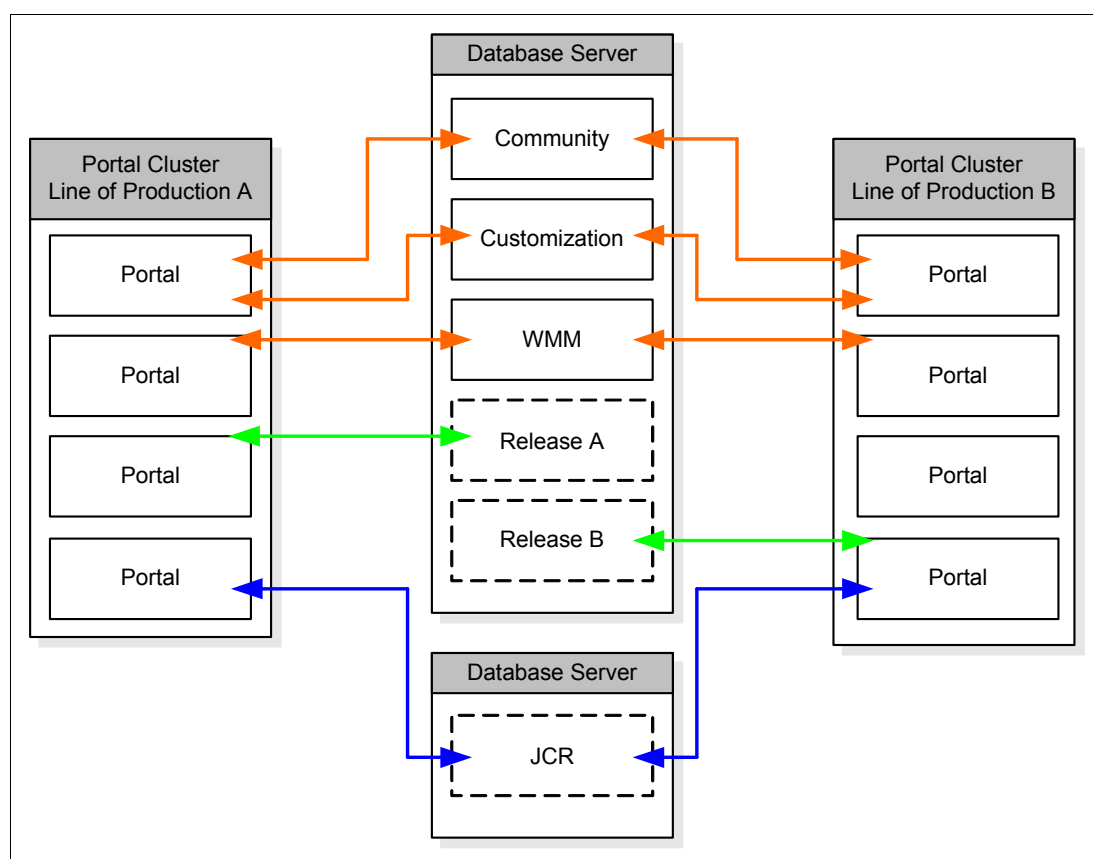 Database Server
Community
Customization
WMM
Release A
Release B
Portal Cluster
Line of Production A
Portal
Portal
Portal
Portal
Portal Cluster
Line of Production B
Portal
Portal
Portal
Portal
Database Server
JCR